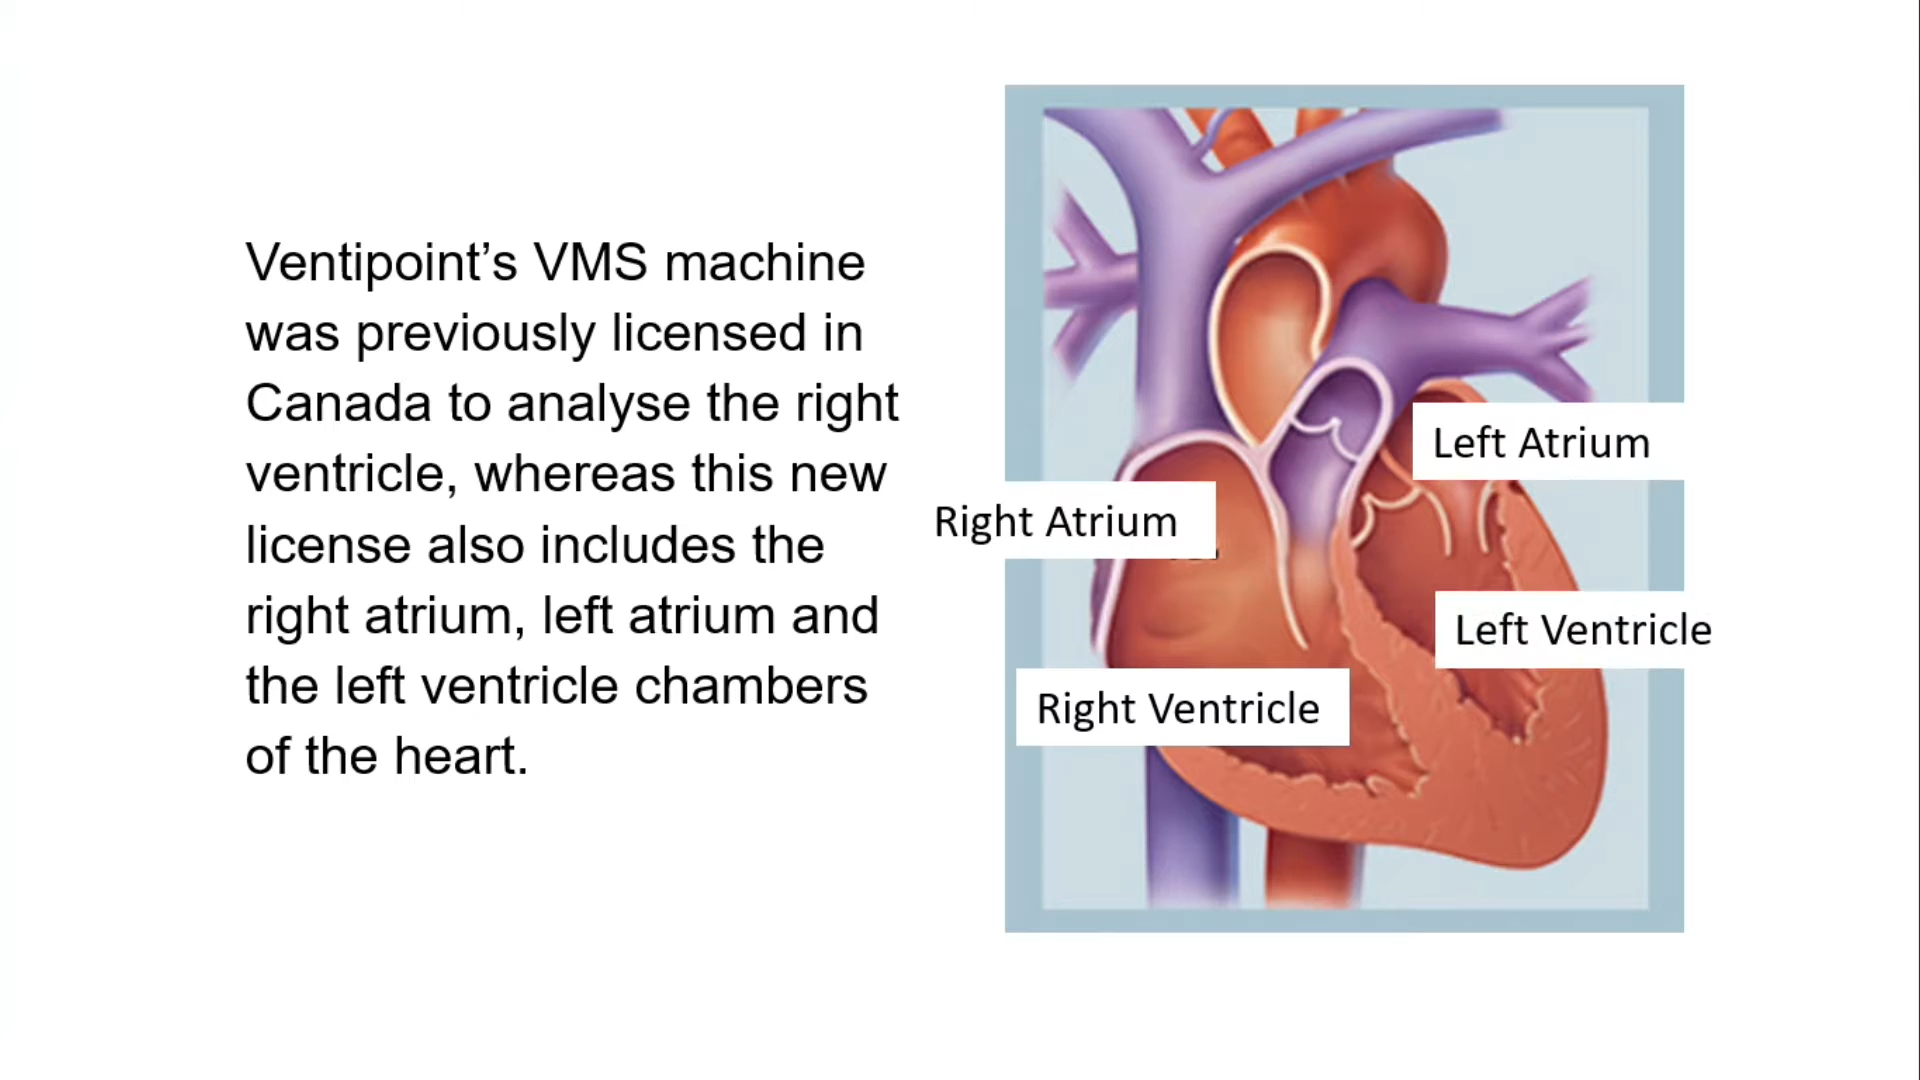 Ventipoint’s VMS machine
was previously licensed in
Canada to analyse the right
ventricle, whereas this new
license also includes the
right atrium, left atrium and
the left ventricle chambers
of the heart.
Left Atrium
Right Atrium
Left Ventricle
Right Ventricle